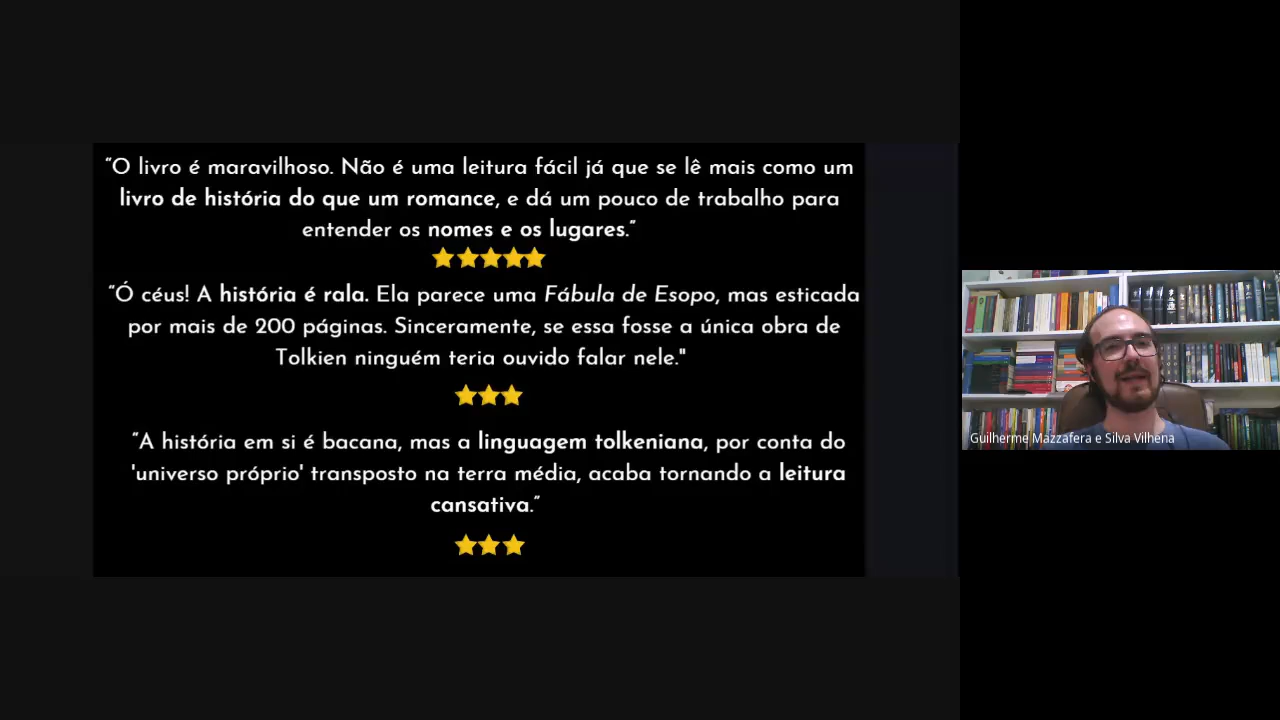 “O livro é maravilhoso. Não é uma leitura fácil já que se lê mais como um
livro de história do que um romance, e dá um pouco de trabalho para
entender os nomes e os lugares.”
“Ó céus! A história é rala. Ela parece uma Fábula de Esopo, mas esticada
por mais de 200 páginas. Sinceramente, se essa fosse a única obra de
Tolkien ninguém teria ouvido falar nele."
“A história em si é bacana, mas a linguagem tolkeniana, por conta do
'universo próprio' transposto na terra média, acaba tornando a leitura
cansativa.”
Guilherme Mazzafera e Silva Vilhena